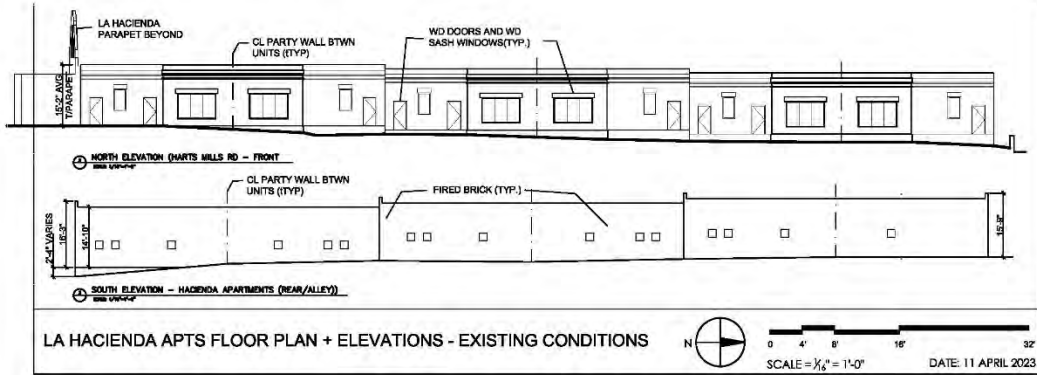 LA HACIENDA
PARAPET BEYOND
CL PARTY WALL BTWN
UNITS (tTYP)
WD DOORS AND WD
SASH WINDOWS(TYP.)
15'-2" AVG
T/PARAPET
NORTH ELEVATION (HARTS MILLS RD - FRONT
CL PARTY WALL BTWN
UNITS (tTYP)
FIRED BRICK (TYP.)
2'-4" VARIES
16'-3"
14'-10"
15'-9"
SOUTH ELEVATION - HACIENDA APARTMENTS (REAR/ALLEY))
LA HACIENDA APTS FLOOR PLAN + ELEVATIONS - EXISTING CONDITIONS
N
0 4' 8' 16' 32'
SCALE = 1/16" = 1'-0"
DATE: 11 APRIL 2023